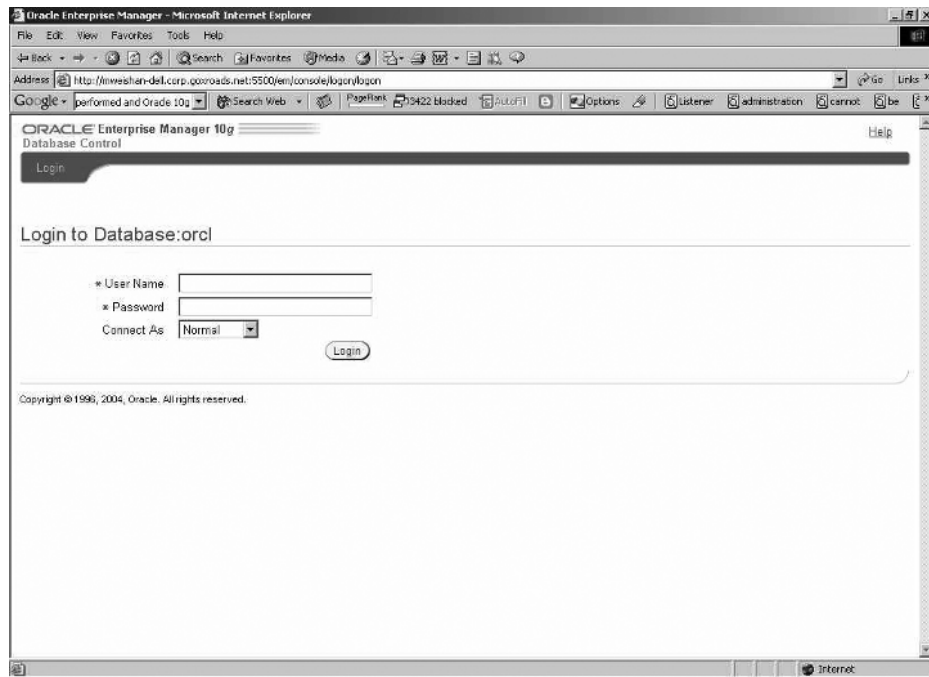 Oracle Enterprise Manager - Microsoft Internet Explorer
File Edit View Favorites Tools Help
Back Search Favorites Media
Address http://mweishan-dell.corp.goxroads.net:5500/em/console/logon/logon Go Links
Google performed and Oracle 10g Search Web PageRank 39422 blocked AutoFill Options Listener administration cannot be
ORACLE Enterprise Manager 10g
Database Control
Help
Login
Login to Database:orcl
* User Name
* Password
Connect As Normal
Login
Copyright © 1996, 2004, Oracle. All rights reserved.
Internet